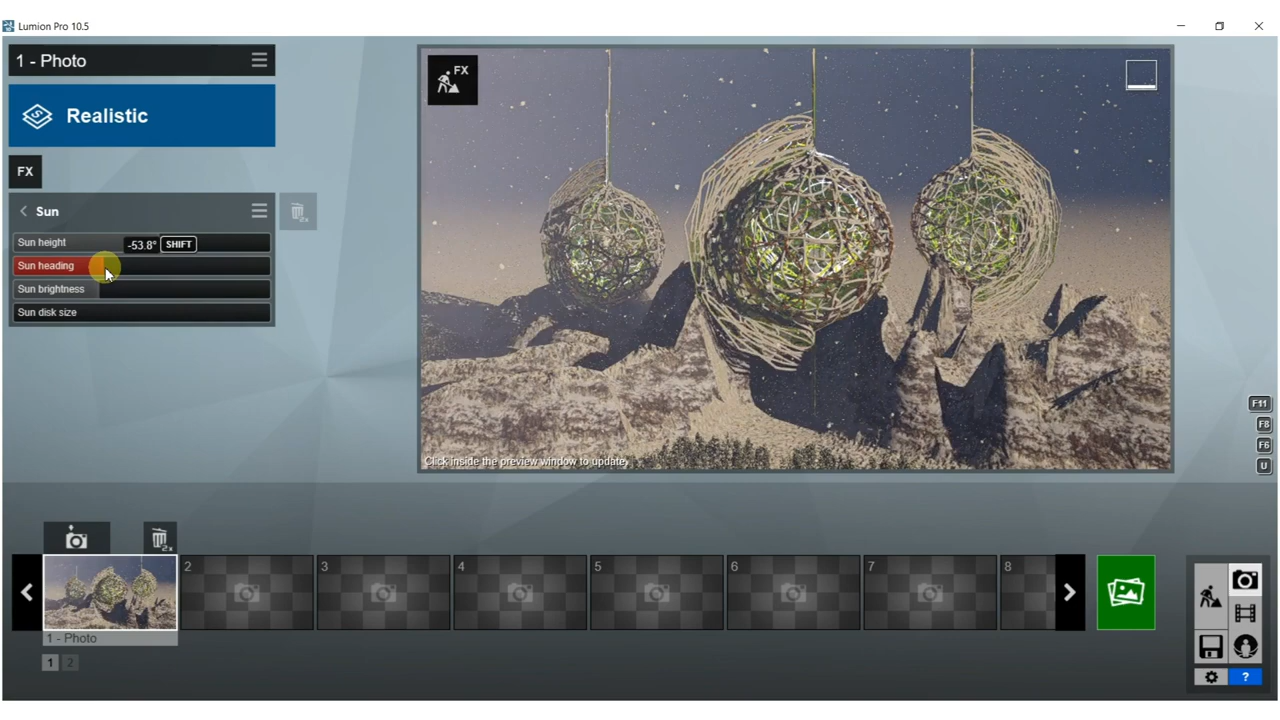 Lumion Pro 10.5
1 - Photo
Realistic
FX
Sun
2x
Sun height
-53.8° SHIFT
Sun heading
Sun brightness
Sun disk size
FX
Click inside the preview window to update
F11
F8
F6
U
2x
2
3
4
5
6
7
8
1 - Photo
1 2
?